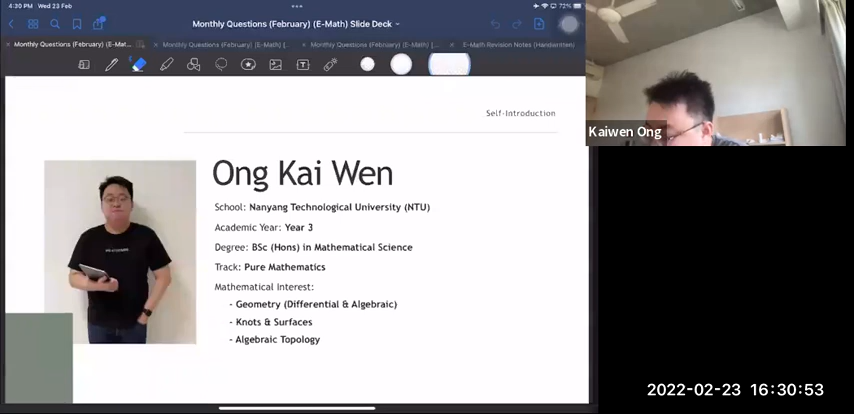 4:30 PM Wed 23 Feb
72%
Monthly Questions (February) (E-Math) Slide Deck
Monthly Questions (February) (E-Mat...
Monthly Questions (February) (E-Math) [...
Monthly Questions (February) (E-Math) [...
E-Math Revision Notes (Handwritten)
Kaiwen Ong
Self-Introduction
Ong Kai Wen
School: Nanyang Technological University (NTU)
Academic Year: Year 3
Degree: BSc (Hons) in Mathematical Science
Track: Pure Mathematics
Mathematical Interest:
- Geometry (Differential & Algebraic)
- Knots & Surfaces
- Algebraic Topology
2022-02-23 16:30:53